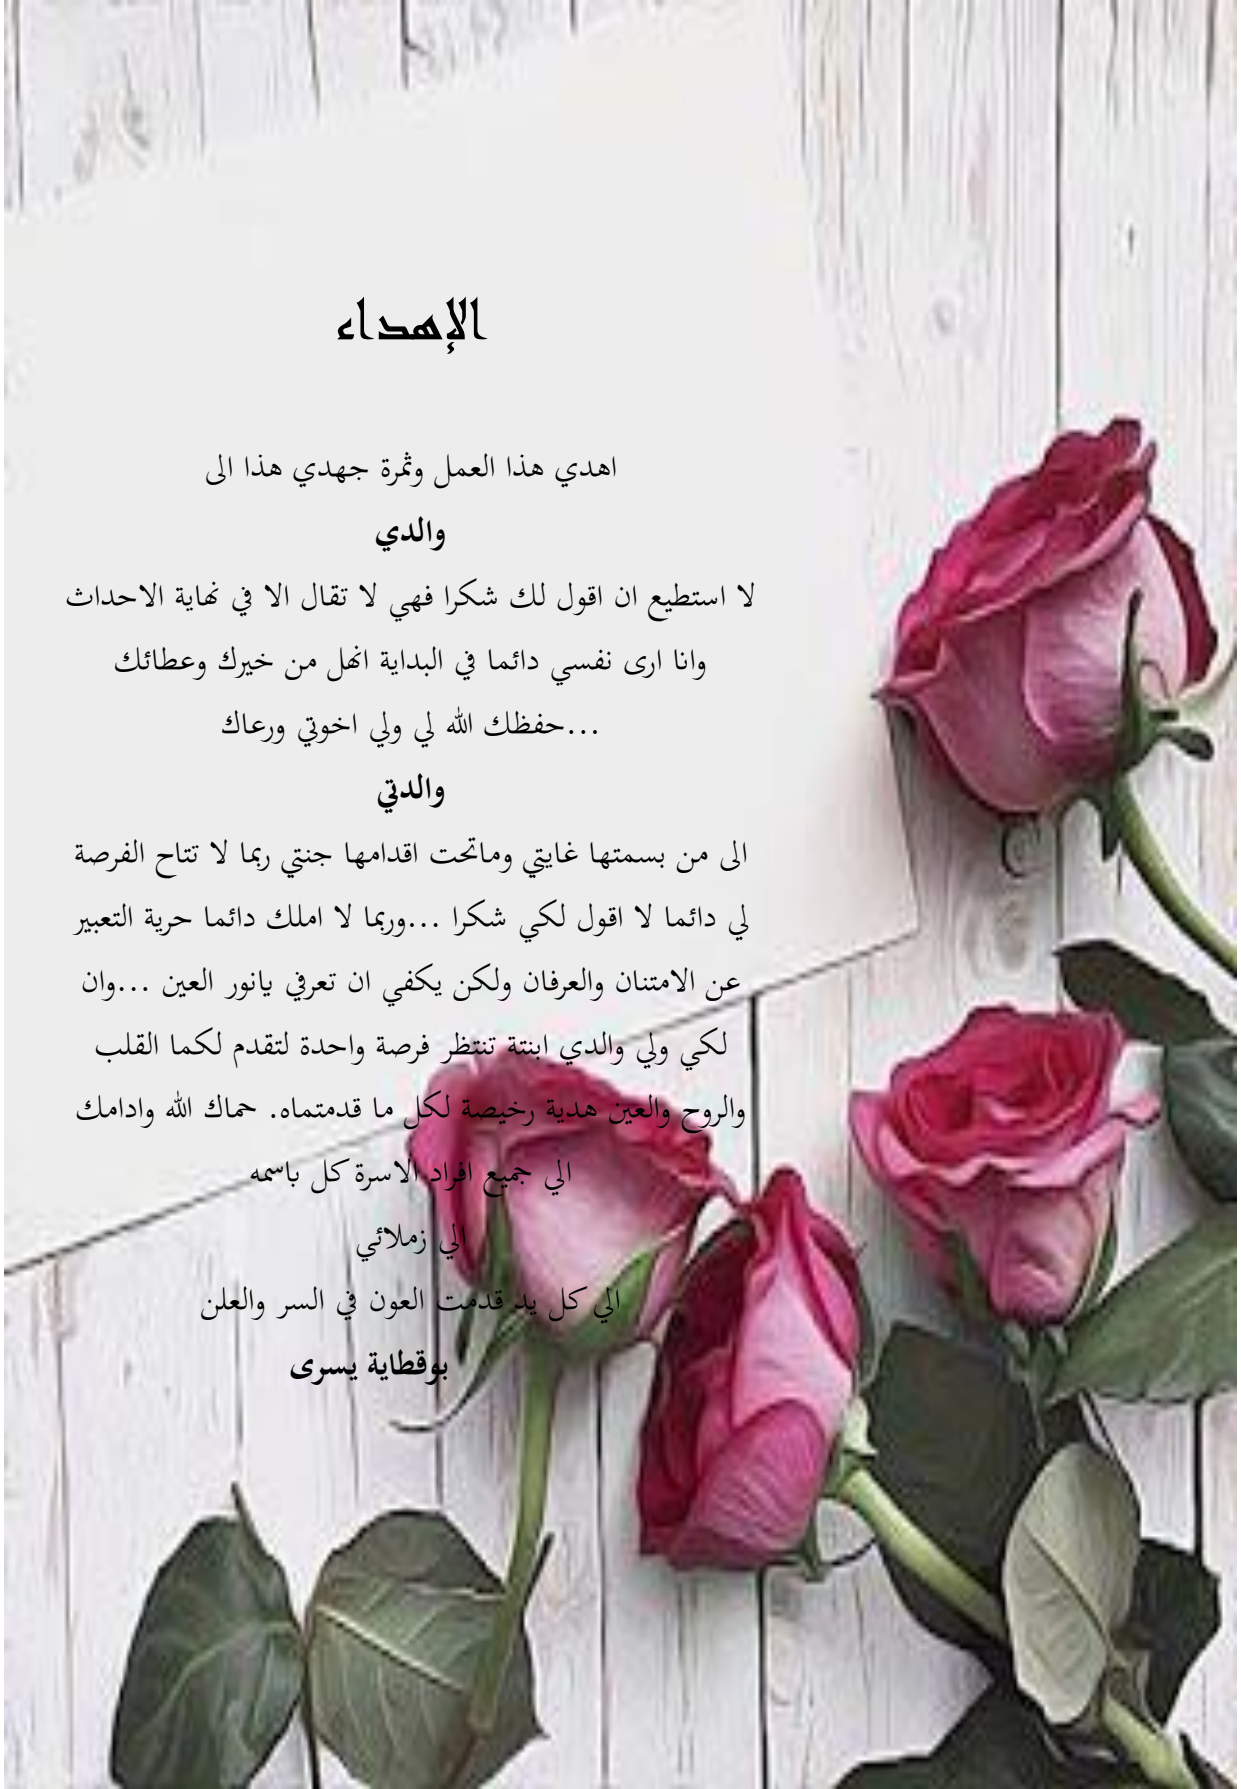 الإهداء
اهدي هذا العمل وثمرة جهدي هذا الى
والدي
لا استطيع ان اقول لك شكرا فهي لا تقال الا في نهاية الاحداث
وانا ارى نفسي دائما في البداية انهل من خيرك وعطائك
...حفظك الله لي ولي اخوتي ورعاك
والدتي
الى من بسمتها غايتي وماتحت اقدامها جنتي ربما لا تتاح الفرصة
لي دائما لا اقول لكي شكرا ...وربما لا املك دائما حرية التعبير
عن الامتنان والعرفان ولكن يكفي ان تعرفي يانور العين ...وان
لكي ولي والدي ابنتة تنتظر فرصة واحدة لتقدم لكما القلب
والروح والعين هدية رخيصة لكل ما قدمتماه. حماك الله وادامك
الي جميع افراد الاسرة كل باسمه
الي زملائي
الي كل يد قدمت العون في السر والعلن
بوقطاية يسرى